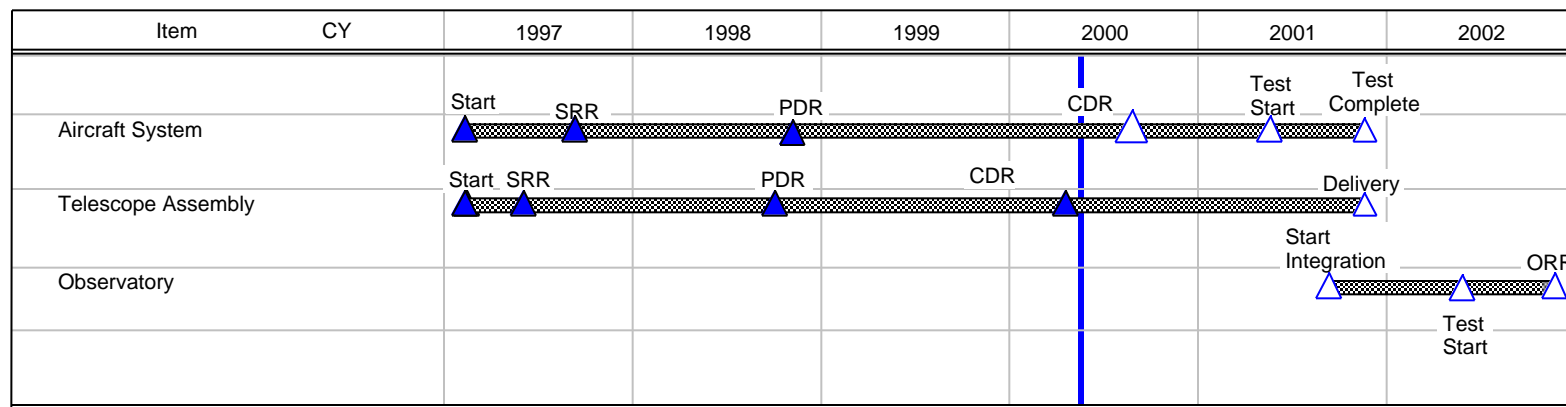 Item CY 1997 1998 1999 2000 2001 2002
Start SRR PDR CDR Test Start Test Complete
Aircraft System
Start SRR PDR CDR Delivery
Telescope Assembly
Start
Integration ORR
Observatory
Test
Start